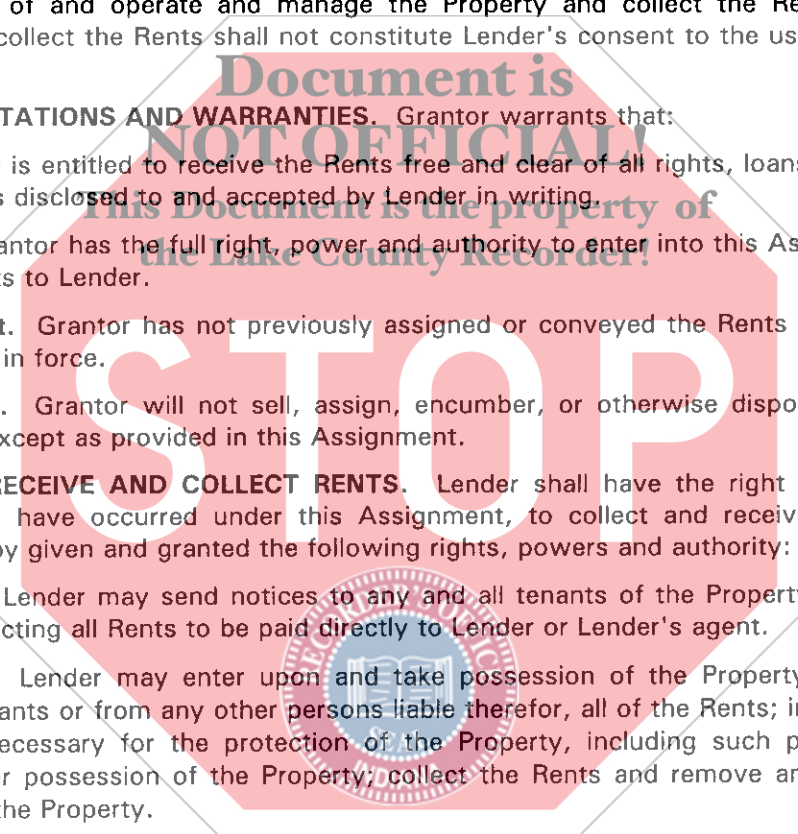 of and operate and manage the Property and collect the Re
collect the Rents shall not constitute Lender's consent to the us
Document is
TATIONS AND WARRANTIES. Grantor warrants that:
NOT OFFICIAL!
is entitled to receive the Rents free and clear of all rights, loans
s disclosed to and accepted by Lender in writing.
This Document is the property of
antor has the full right, power and authority to enter into this As
the Lake County Recorder!
ts to Lender.
t. Grantor has not previously assigned or conveyed the Rents
in force.
STOP
. Grantor will not sell, assign, encumber, or otherwise dispo
xcept as provided in this Assignment.
RECEIVE AND COLLECT RENTS. Lender shall have the right
have occurred under this Assignment, to collect and receiv
by given and granted the following rights, powers and authority:
Lender may send notices to any and all tenants of the Property
cting all Rents to be paid directly to Lender or Lender's agent.
Lender may enter upon and take possession of the Property
ants or from any other persons liable therefor, all of the Rents; i
ecessary for the protection of the Property, including such p
SEAL
r possession of the Property; collect the Rents and remove an
INDIANA
the Property.